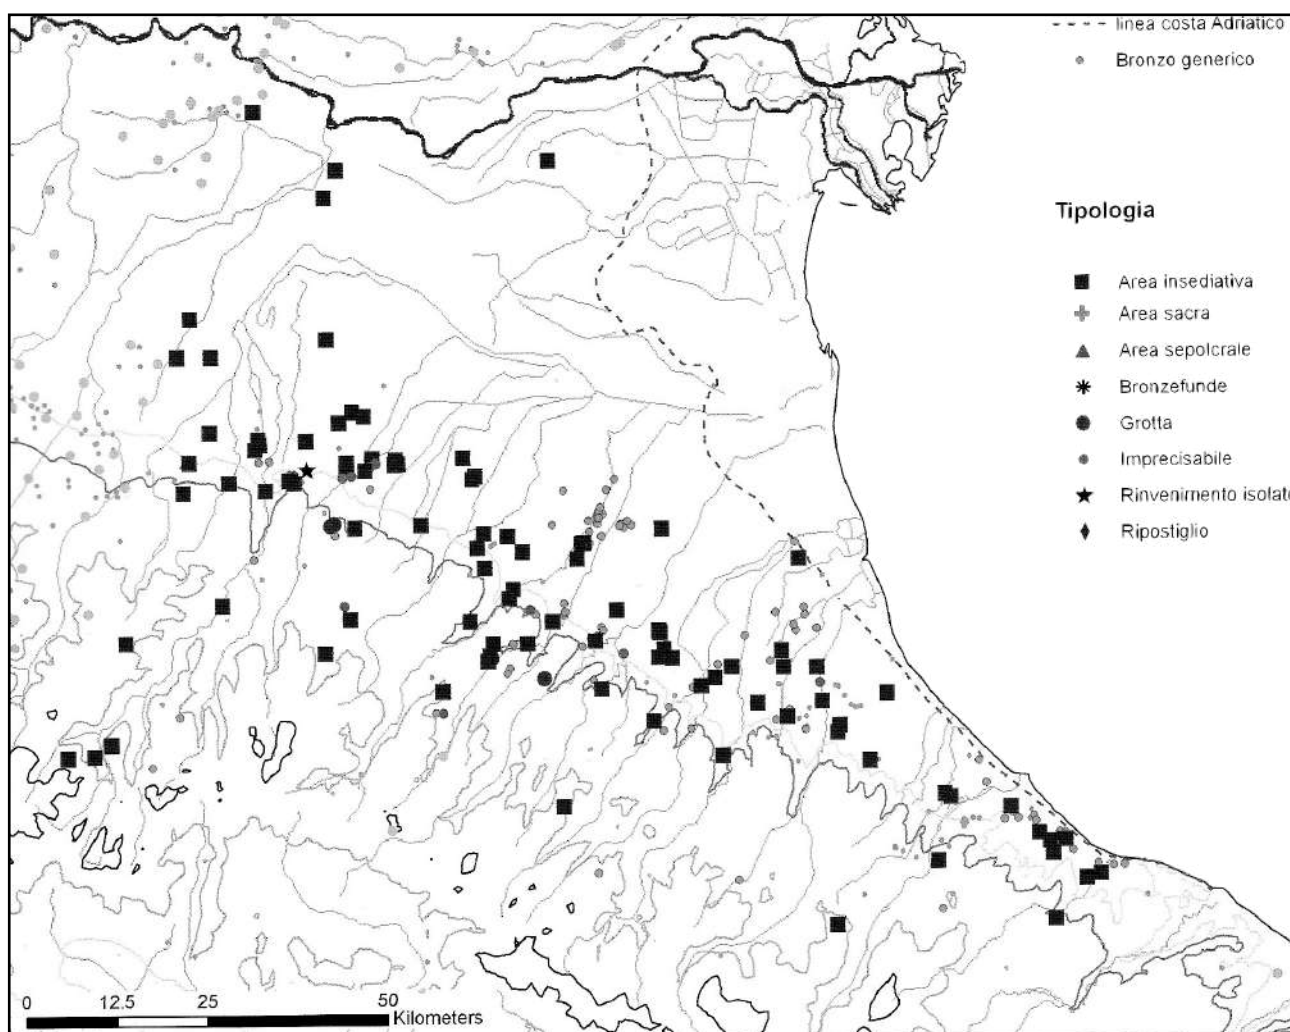 linea costa Adriatico
Bronzo generico
Tipologia
Area insediativa
Area sacra
Area sepolcrale
Bronzefunde
Grotta
Imprecisabile
Rinvenimento isolat
Ripostiglio
0 12.5 25 50
Kilometers